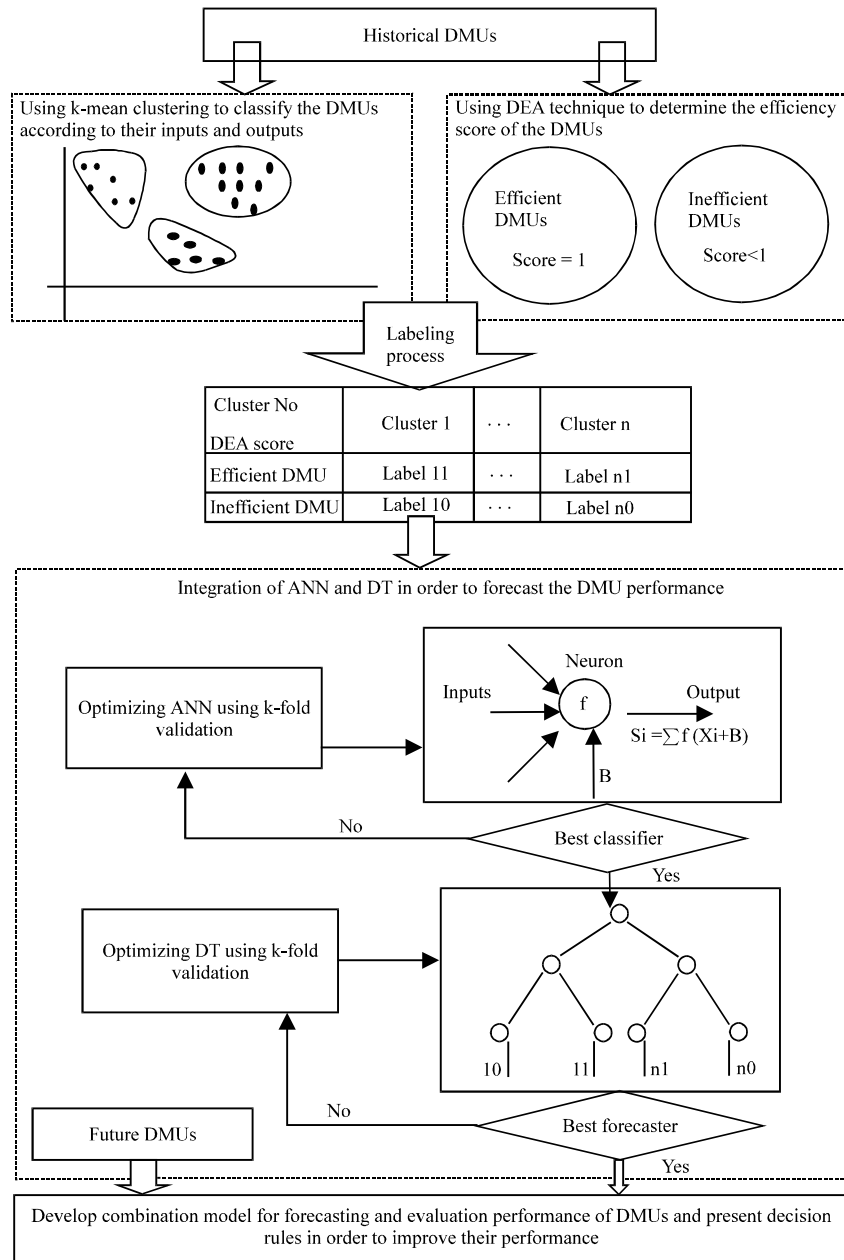 Historical DMUs
Using k-mean clustering to classify the DMUs
according to their inputs and outputs
Using DEA technique to determine the efficiency
score of the DMUs
Efficient
DMUs
Score = 1
Inefficient
DMUs
Score<1
Labeling
process
Cluster No
DEA score
Cluster 1
. . .
Cluster n
Efficient DMU
Label 11
. . .
Label n1
Inefficient DMU
Label 10
. . .
Label n0
Integration of ANN and DT in order to forecast the DMU performance
Optimizing ANN using k-fold
validation
Inputs
Neuron
f
Output
Si =∑ f (Xi+B)
B
No
Best classifier
Yes
Optimizing DT using k-fold
validation
10
11
n1
n0
No
Best forecaster
Yes
Future DMUs
Develop combination model for forecasting and evaluation performance of DMUs and present decision
rules in order to improve their performance